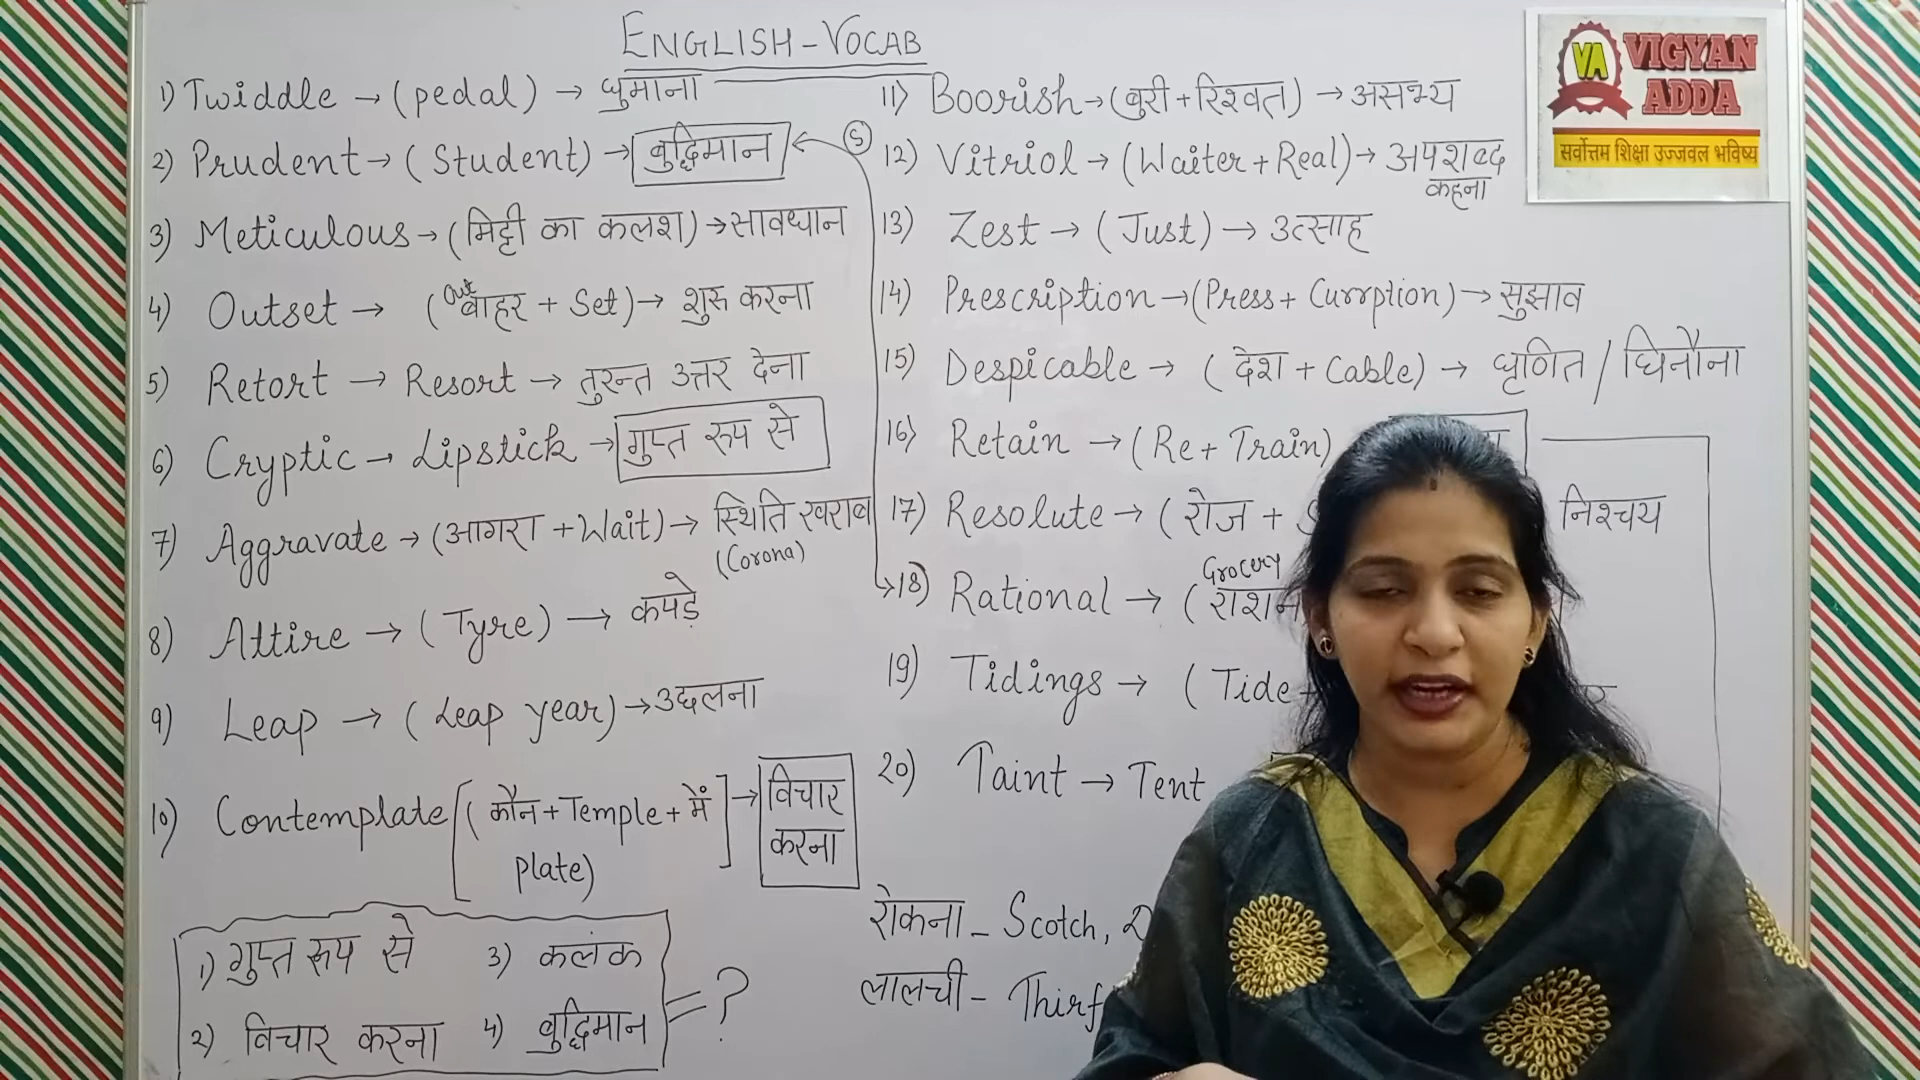 ENGLISH-VOCAB
1) Twiddle → (pedal) → घुमाना
2) Prudent → (Student) → बुद्धिमान
3) Meticulous → (मिट्टी का कलश) → सावधान
4) Outset → (Out बाहर + Set) → शुरु करना
5) Retort → Resort → तुरन्त उत्तर देना
6) Cryptic → Lipstick → गुप्त रूप से
7) Aggravate → (आगरा + Wait) → स्थिति खराब
(Corona)
8) Attire → (Tyre) → कपड़े
9) Leap → (Leap year) → उछलना
10) Contemplate [(कौन + Temple + में
plate)] → विचार
करना
1) गुप्त रूप से 3) कलंक
2) विचार करना 4) बुद्धिमान = ?
11) Boorish → (बुरी + रिश्वत) → असभ्य
S
12) Vitriol → (Waiter + Real) → अपशब्द
कहना
13) Zest → (Just) → उत्साह
14) Prescription → (Press + Currption) → सुझाव
15) Despicable → (देश + Cable) → घृणित / घिनौना
16) Retain → (Re + Train)
17) Resolute → (रोज + निश्चय
Grocery
18) Rational → (राशन
19) Tidings → (Tide +
20) Taint → Tent
रोकना - Scotch,
लालची -
VA
VIGYAN
ADDA
सर्वोत्तम शिक्षा उज्जवल भविष्य